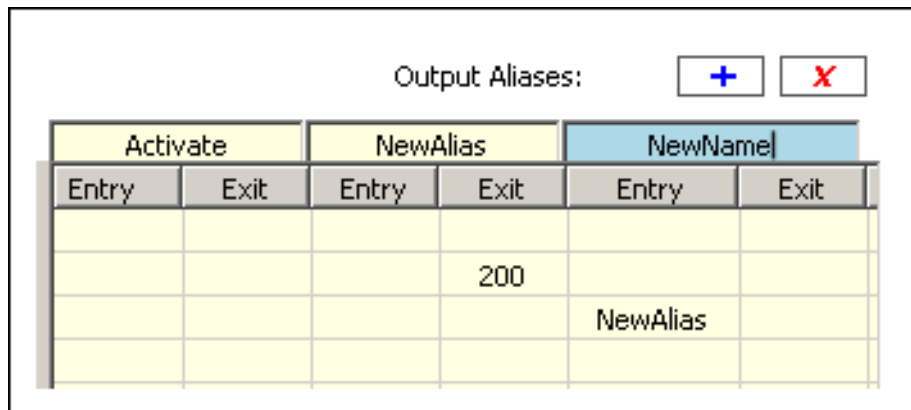 Output Aliases: + X
Activate NewAlias NewName
Entry Exit Entry Exit Entry Exit
200
NewAlias